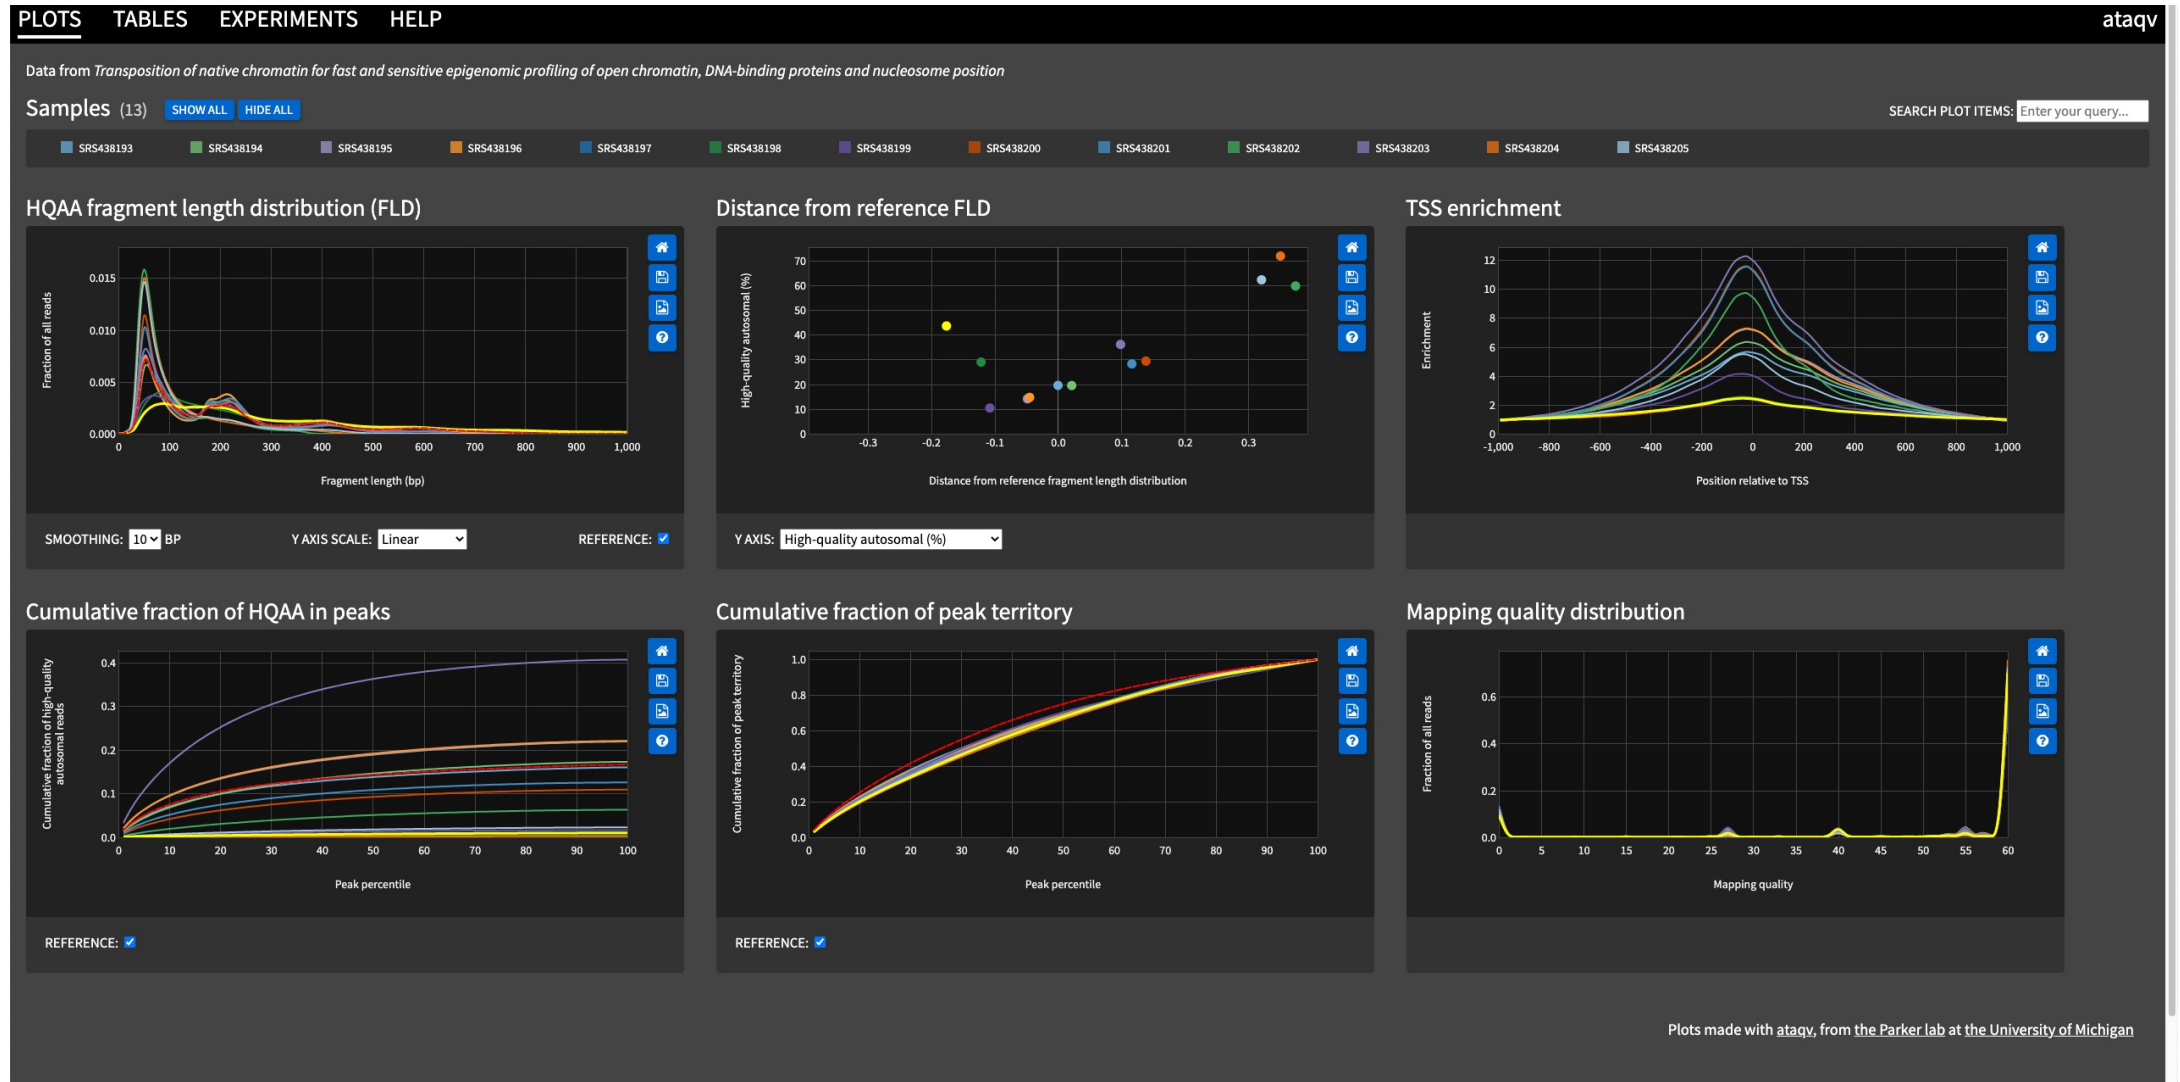 PLOTS TABLES EXPERIMENTS HELP ataqv
Data from Transposition of native chromatin for fast and sensitive epigenomic profiling of open chromatin, DNA-binding proteins and nucleosome position
Samples (13) SHOW ALL HIDE ALL SEARCH PLOT ITEMS: Enter your query...
SRS438193 SRS438194 SRS438195 SRS438196 SRS438197 SRS438198 SRS438199 SRS438200 SRS438201 SRS438202 SRS438203 SRS438204 SRS438205
HQAA fragment length distribution (FLD)
Fraction of all reads
0.015
0.010
0.005
0.000
0 100 200 300 400 500 600 700 800 900 1,000
Fragment length (bp)
SMOOTHING: 10 BP Y AXIS SCALE: Linear REFERENCE:
Distance from reference FLD
High-quality autosomal (%)
70
60
50
40
30
20
10
0
-0.3 -0.2 -0.1 0.0 0.1 0.2 0.3
Distance from reference fragment length distribution
Y AXIS: High-quality autosomal (%)
TSS enrichment
Enrichment
12
10
8
6
4
2
0
-1,000 -800 -600 -400 -200 0 200 400 600 800 1,000
Position relative to TSS
Cumulative fraction of HQAA in peaks
Cumulative fraction of high-quality
autosomal reads
0.4
0.3
0.2
0.1
0.0
0 10 20 30 40 50 60 70 80 90 100
Peak percentile
REFERENCE:
Cumulative fraction of peak territory
Cumulative fraction of peak territory
1.0
0.8
0.6
0.4
0.2
0.0
0 10 20 30 40 50 60 70 80 90 100
Peak percentile
REFERENCE:
Mapping quality distribution
Fraction of all reads
0.6
0.4
0.2
0.0
0 5 10 15 20 25 30 35 40 45 50 55 60
Mapping quality
Plots made with ataqv, from the Parker lab at the University of Michigan